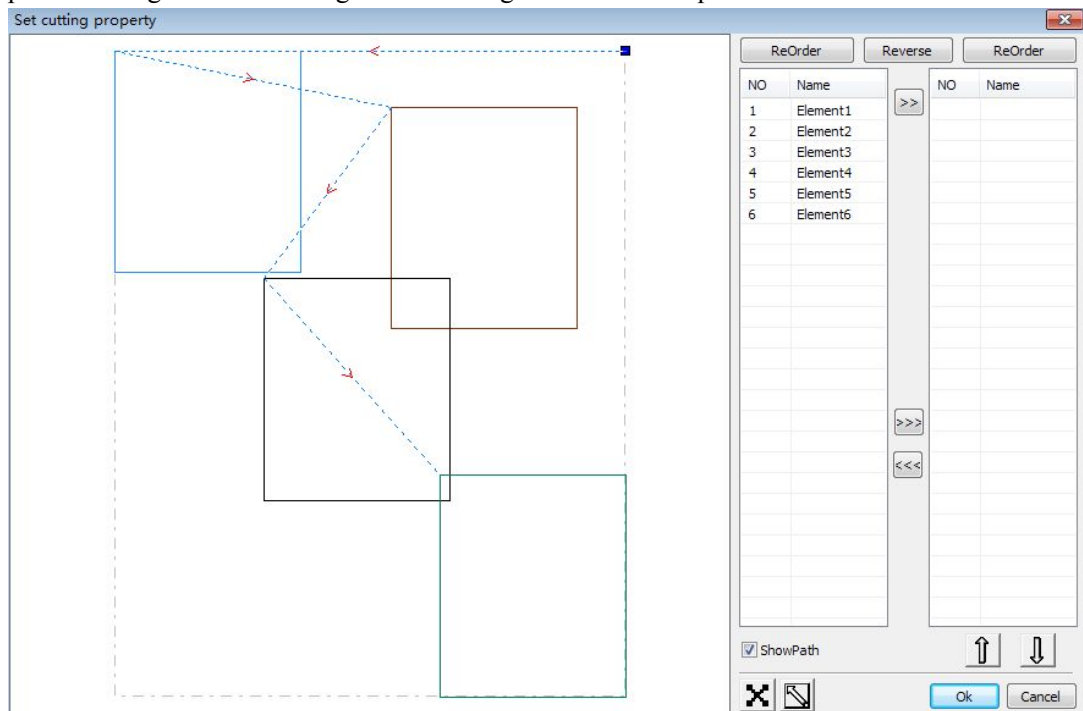 Set cutting property
ReOrder Reverse ReOrder
NO Name >> NO Name
1 Element1
2 Element2
3 Element3
4 Element4
5 Element5
6 Element6
>>>
<<<
ShowPath
Ok Cancel